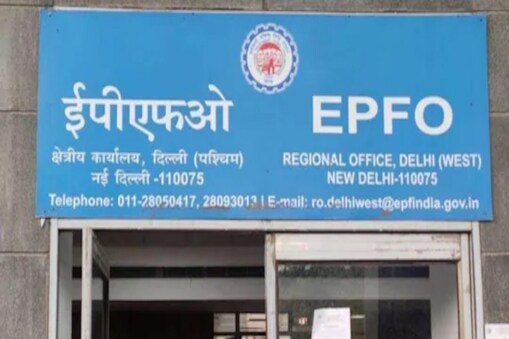 ईपीएफओ
क्षेत्रीय कार्यालय, दिल्ली (पश्चिम)
नई दिल्ली -110075
EPFO
REGIONAL OFFICE, DELHI (WEST)
NEW DELHI-110075
Telephone: 011-28050417, 28093013 | E-mail: ro.delhiwest@epfindia.gov.in